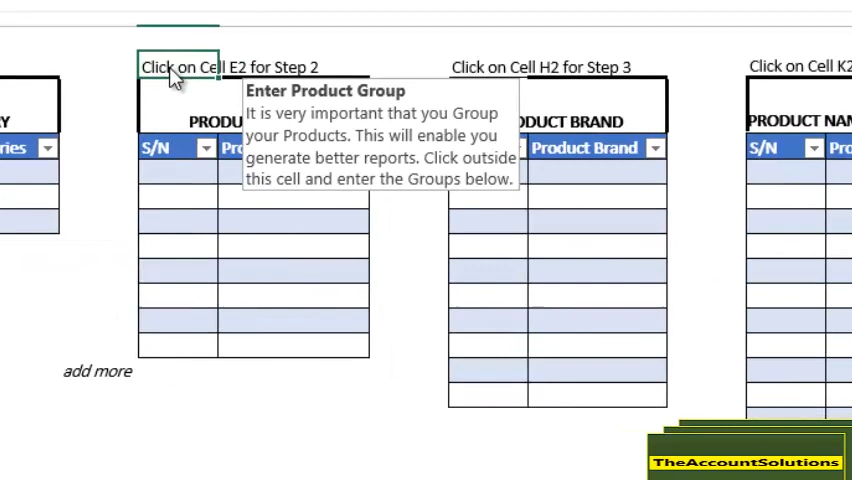 Click on Cell E2 for Step 2
Click on Cell H2 for Step 3
Click on Cell K2
Enter Product Group
It is very important that you Group
your Products. This will enable you
generate better reports. Click outside
this cell and enter the Groups below.
RY
PRODU
ODUCT BRAND
PRODUCT NAM
ries
S/N
Pro
Product Brand
S/N
Pr
add more
TheAccountSolutions